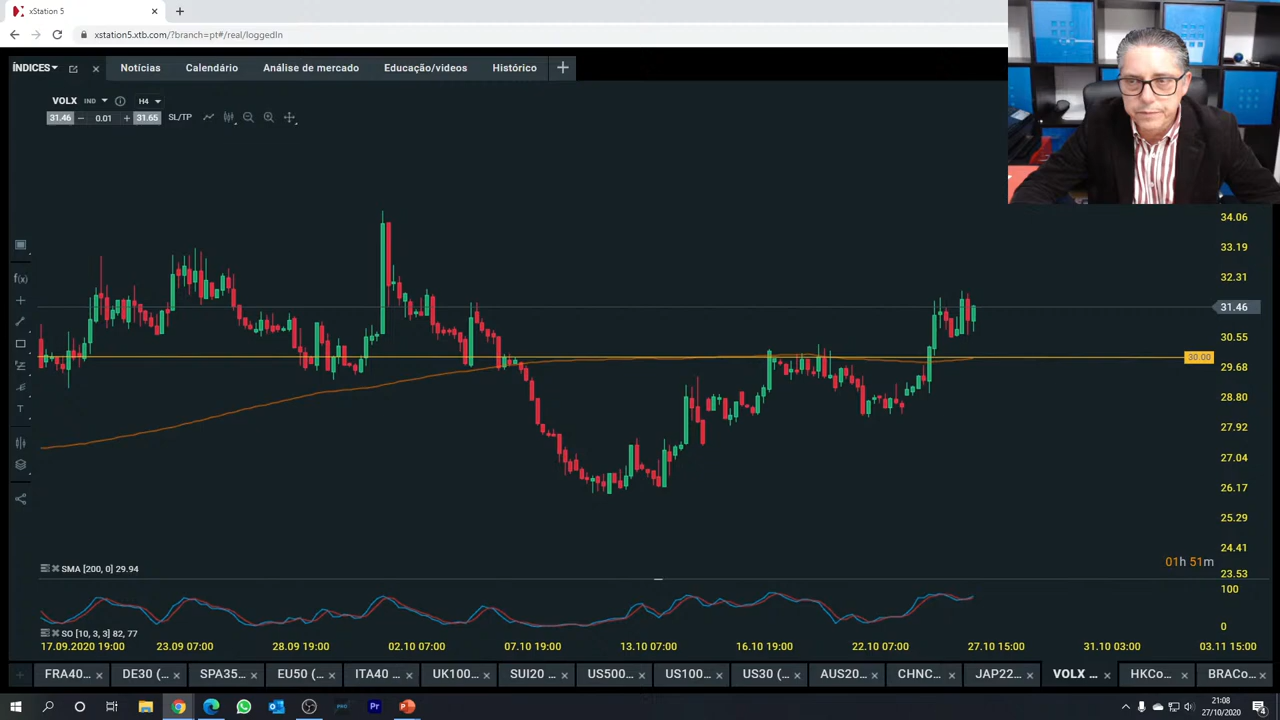 xStation 5
xstation5.xtb.com/?branch=pt#/real/loggedIn
ÍNDICES Notícias Calendário Análise de mercado Educação/videos Histórico
VOLX IND H4
31.46 0.01 31.65 SL/TP
34.06
33.19
32.31
31.46
30.55
30.00
29.68
28.80
27.92
27.04
26.17
25.29
24.41
01h 51m
23.53
SMA [200, 0] 29.94
100
0
SO [10, 3, 3] 82, 77
17.09.2020 19:00 23.09 07:00 28.09 19:00 02.10 07:00 07.10 19:00 13.10 07:00 16.10 19:00 22.10 07:00 27.10 15:00 31.10 03:00 03.11 15:00
FRA40... DE30 (... SPA35... EU50 (... ITA40 ... UK100... SUI20 ... US500... US100... US30 (... AUS20... CHNC... JAP22... VOLX ... HKCo... BRACo...
21:08
27/10/2020